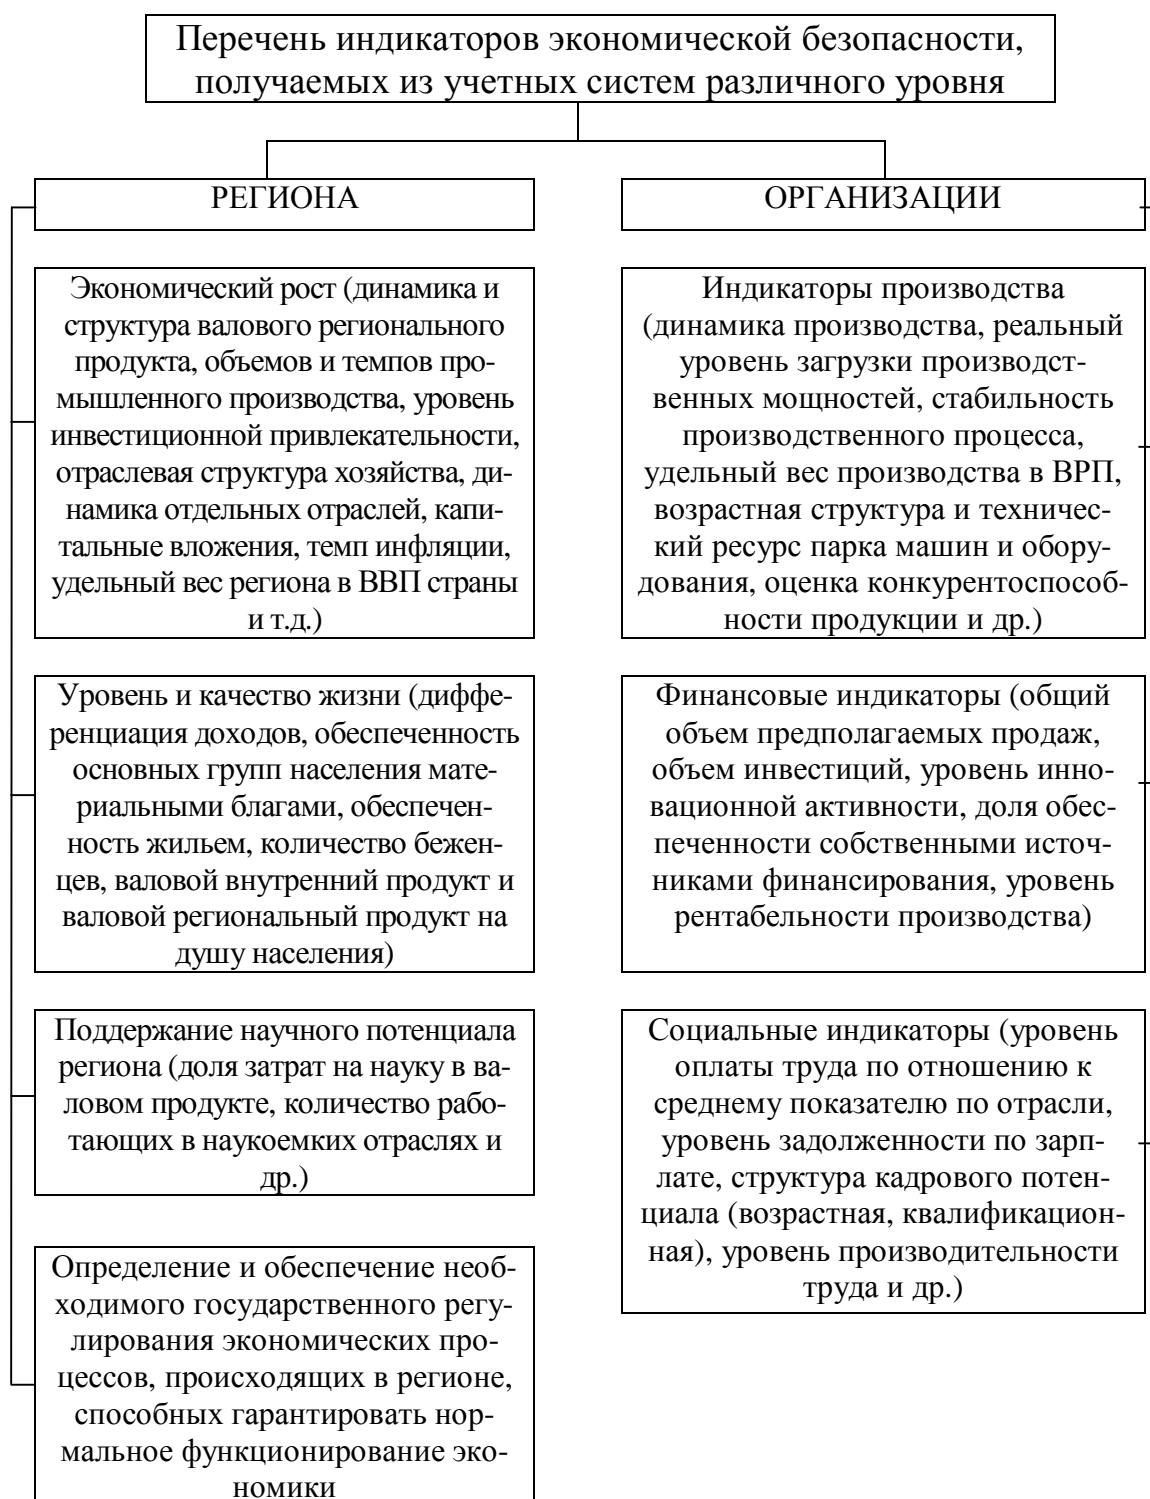 Перечень индикаторов экономической безопасности,
получаемых из учетных систем различного уровня
РЕГИОНА
Экономический рост (динамика и
структура валового регионального
продукта, объемов и темпов про-
мышленного производства, уровень
инвестиционной привлекательности,
отраслевая структура хозяйства, ди-
намика отдельных отраслей, капи-
тальные вложения, темп инфляции,
удельный вес региона в ВВП страны
и т.д.)
Уровень и качество жизни (диффе-
ренциация доходов, обеспеченность
основных групп населения мате-
риальными благами, обеспечен-
ность жильем, количество бежен-
цев, валовой внутренний продукт и
валовой региональный продукт на
душу населения)
Поддержание научного потенциала
региона (доля затрат на науку в ва-
ловом продукте, количество рабо-
тающих в наукоемких отраслях и
др.)
Определение и обеспечение необ-
ходимого государственного регу-
лирования экономических про-
цессов, происходящих в регионе,
способных гарантировать нор-
мальное функционирование эко-
номики
ОРГАНИЗАЦИИ
Индикаторы производства
(динамика производства, реальный
уровень загрузки производст-
венных мощностей, стабильность
производственного процесса,
удельный вес производства в ВРП,
возрастная структура и техничес-
кий ресурс парка машин и обору-
дования, оценка конкурентоспособ-
ности продукции и др.)
Финансовые индикаторы (общий
объем предполагаемых продаж,
объем инвестиций, уровень инно-
вационной активности, доля обес-
печенности собственными источ-
никами финансирования, уровень
рентабельности производства)
Социальные индикаторы (уровень
оплаты труда по отношению к
среднему показателю по отрасли,
уровень задолженности по зарп-
лате, структура кадрового потен-
циала (возрастная, квалификацион-
ная), уровень производительности
труда и др.)